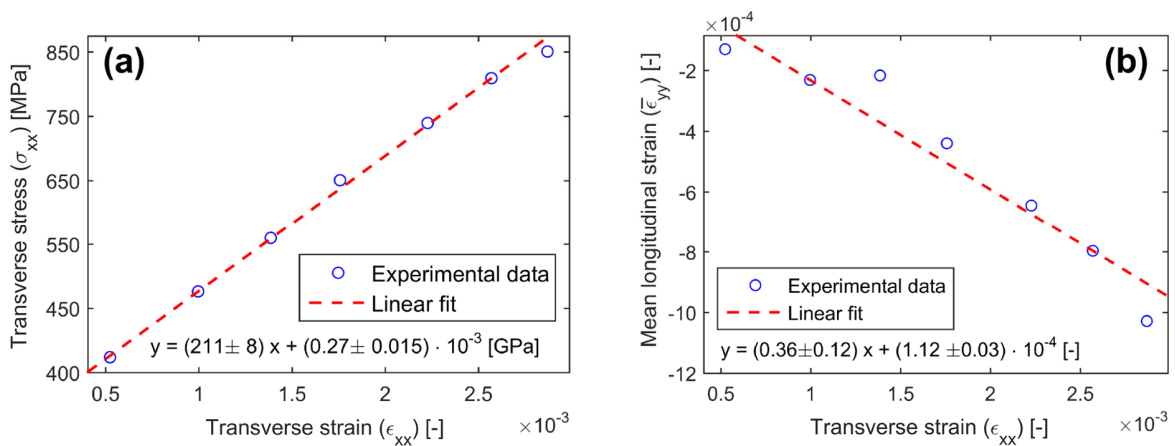 (a)
Transverse stress (σxx) [MPa]
850
750
650
550
450
400
Experimental data
Linear fit
y = (211± 8) x + (0.27± 0.015) · 10-3 [GPa]
0.5 1 1.5 2 2.5
Transverse strain (ϵxx) [-]
×10-3
×10-4
(b)
Mean longitudinal strain (ϵ̅yy) [-]
-2
-4
-6
-8
-10
-12
Experimental data
Linear fit
y = (0.36±0.12) x + (1.12 ±0.03) · 10-4 [-]
0.5 1 1.5 2 2.5
Transverse strain (ϵxx) [-]
×10-3